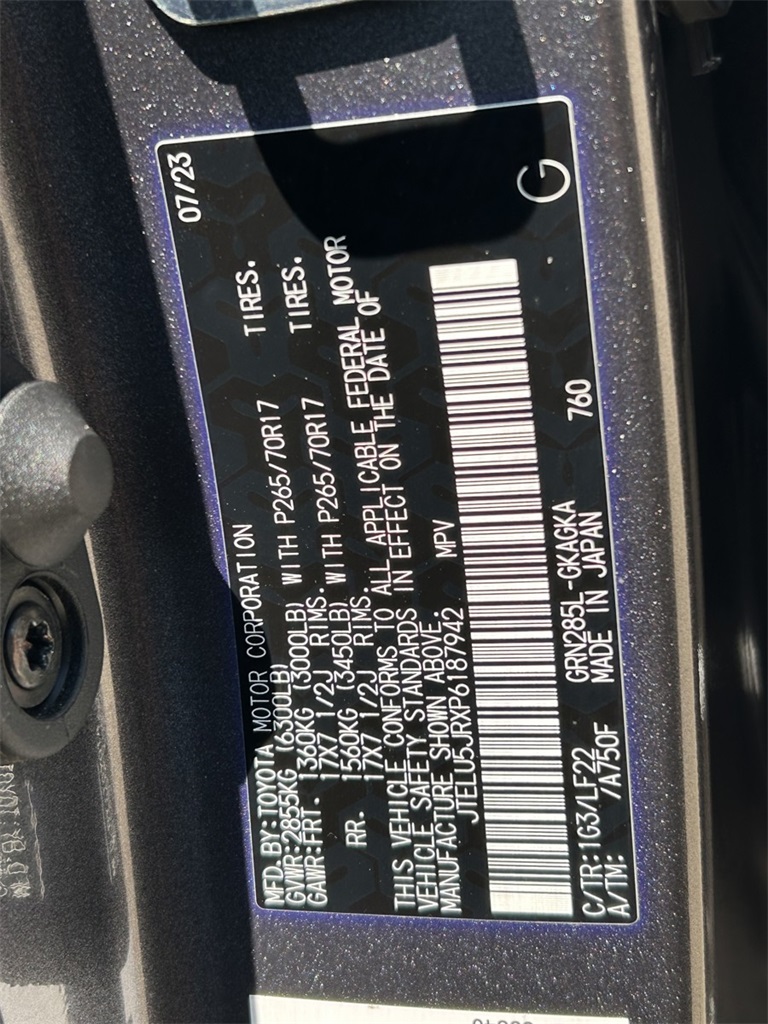 MFD. BY: TOYOTA MOTOR CORPORATION 07/23
GVWR: 2855KG (6300LB)
GAWR: FRT. 1360KG (3000LB) WITH P265/70R17 TIRES.
17X7 1/2J RIMS.
RR. 1560KG (3450LB) WITH P265/70R17 TIRES.
17X7 1/2J RIMS.
THIS VEHICLE CONFORMS TO ALL APPLICABLE FEDERAL MOTOR
VEHICLE SAFETY STANDARDS IN EFFECT ON THE DATE OF
MANUFACTURE SHOWN ABOVE.
JTELU5JRXP6187942 MPV
C/TR: 1G3/LF22 GRN285L-GKAGKA 760
A/TM: /A750F MADE IN JAPAN
G